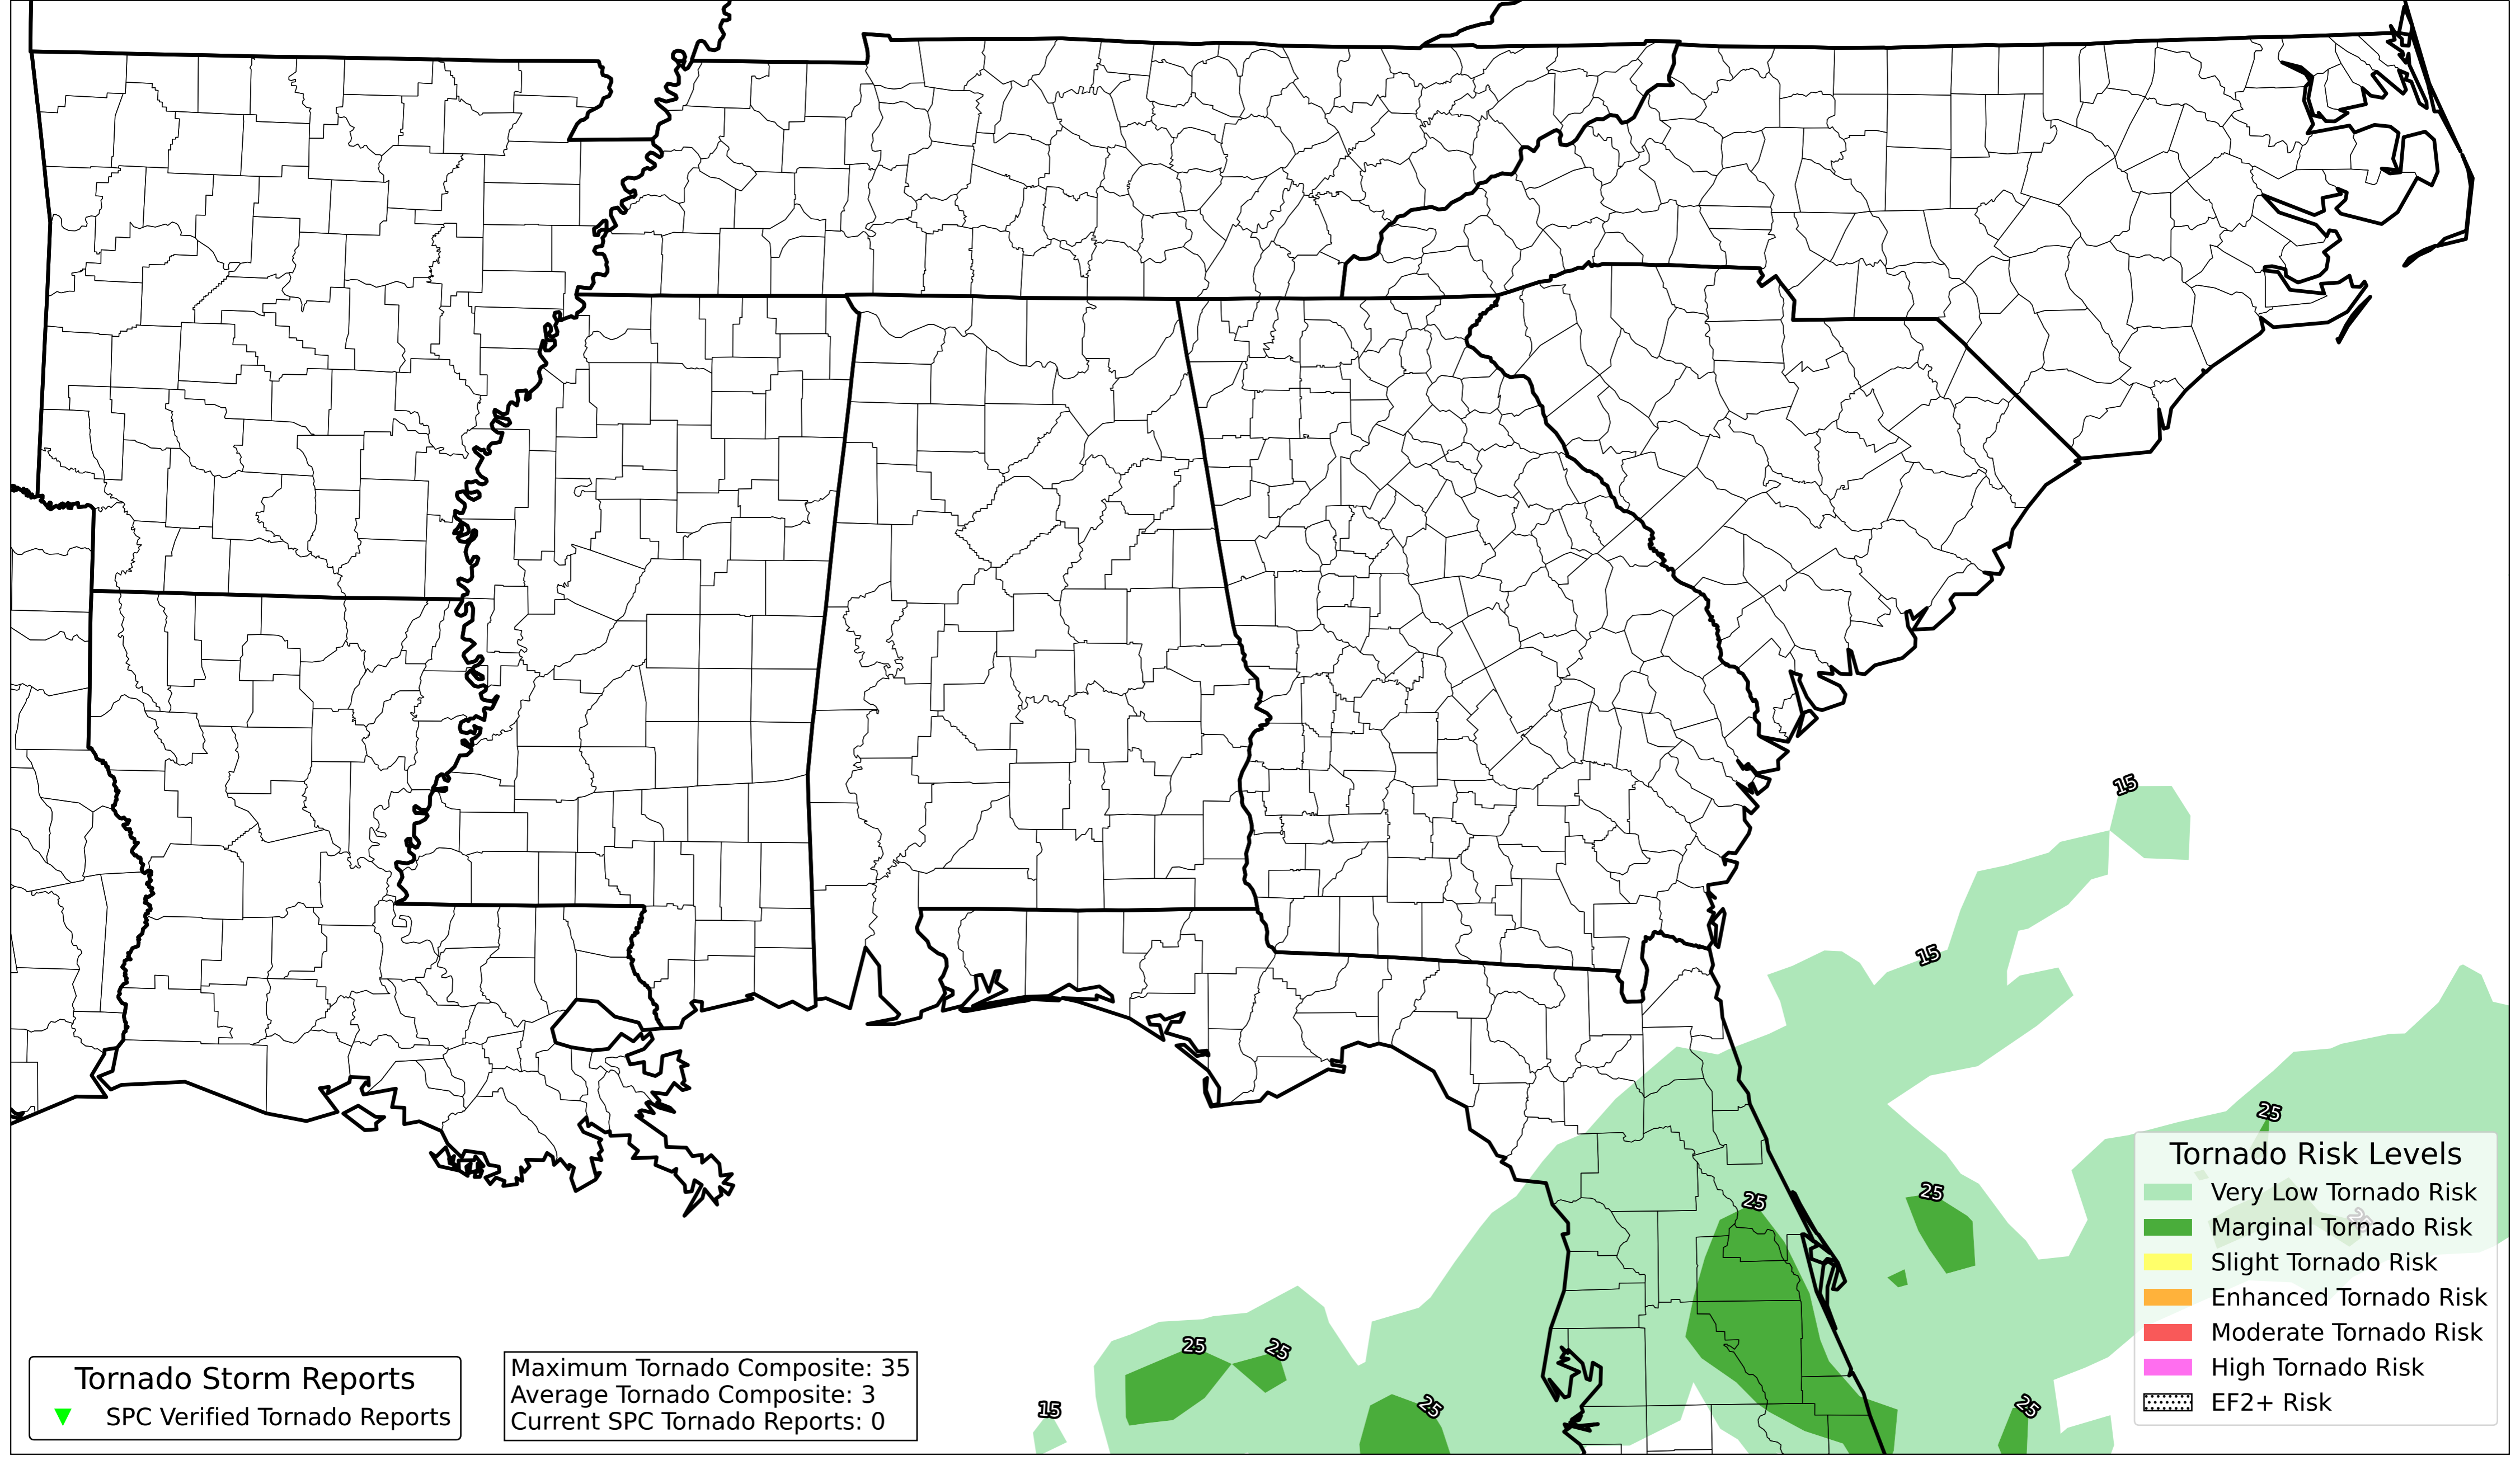 15
15
25
25
25
Tornado Risk Levels
Very Low Tornado Risk
Marginal Tornado Risk
Slight Tornado Risk
Enhanced Tornado Risk
Moderate Tornado Risk
High Tornado Risk
EF2+ Risk
25
25
15
25
25
Tornado Storm Reports
SPC Verified Tornado Reports
Maximum Tornado Composite: 35
Average Tornado Composite: 3
Current SPC Tornado Reports: 0